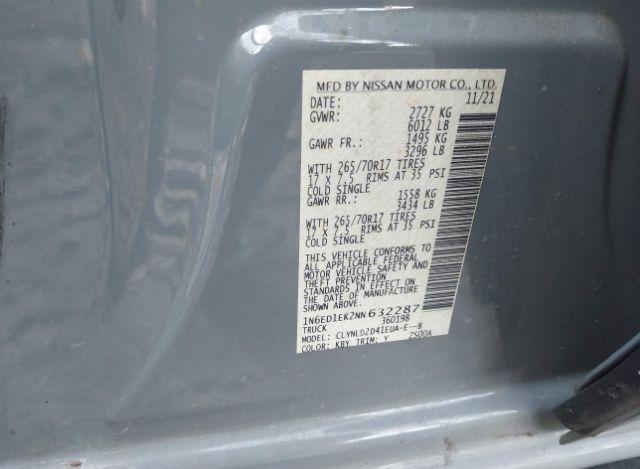 MFD BY NISSAN MOTOR CO., LTD.
DATE: 11/21
GVWR: 2727 KG
6012 LB
GAWR FR.: 1495 KG
3296 LB
WITH 265/70R17 TIRES
17 X 7.5 RIMS AT 35 PSI
COLD SINGLE
GAWR RR.: 1558 KG
3434 LB
WITH 265/70R17 TIRES
17 X 7.5 RIMS AT 35 PSI
COLD SINGLE
THIS VEHICLE CONFORMS TO
ALL APPLICABLE FEDERAL
MOTOR VEHICLE SAFETY AND
THEFT PREVENTION
STANDARDS IN EFFECT ON
THE DATE OF MANUFACTURE
SHOWN ABOVE.
1N6ED1EK2NN 632287
TRUCK 360198
MODEL: CLYNLD2D41EUA-E--B
COLOR: KBY TRIM: Y 2S00A